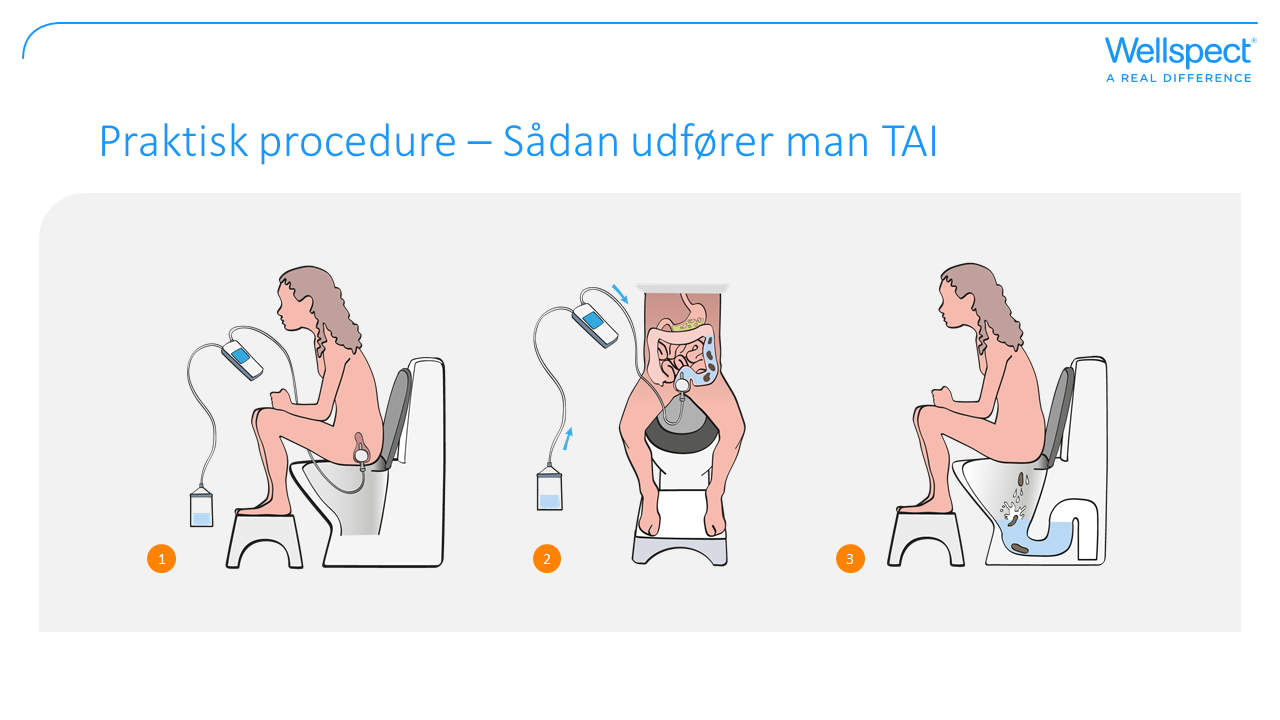 Wellspect®
A REAL DIFFERENCE
Praktisk procedure – Sådan udfører man TAI
1
2
3